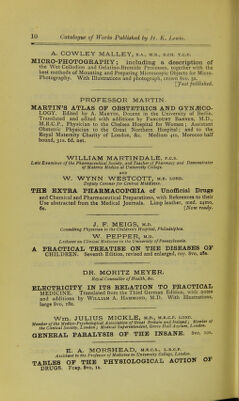 10 Catalogue of Works Published by H. K. Lewis.
A. COWLEY MALLEY, B.A., M.B., B.CH. T.C.D.
MICRO-PHOTOGRAPHY; including a description of
the Wet Collodion and Gelatino-Bromide Processes, together with the
best methods of Mounting and Preparing Microscopic Objects for Micro-
Photography. With Illustrations and photograph, crown 8vo, 5s.
[Just published.
PROFESSOR MARTIN.
MARTIN'S ATLAS OF OBSTETRICS AND GYNÆCO-
LOGY. Edited by A. MARTIN, Docent in the University of Berlin.
Translated and edited with additions by FANCOURT BARNES, M.D.,
M.R.C.P., Physician to the Chelsea Hospital for Women; Assistant
Obstetric Physician to the Great Northern Hospital; and to the
Royal Maternity Charity of London, &c. Medium 4to, Morocco half
bound, 31s. 6d. net.
WILLIAM MARTINDALE, F.C.S.
Late Examiner of the Pharmaceutical Society, and Teacher of Pharmacy and Demonstrator
of Materia Medica at University College.
AND
W. WYNN WESTCOTT, M.B. LOND.
Deputy Coroner for Central Middlesex.
THE EXTRA PHARMACOPŒIA of Unofficial Drugs
and Chemical and Pharmaceutical Preparations, with References to their
Use abstracted from the Medical Journals. Limp leather, med. 24mo,
6s. [Now ready.
J. F. MEIGS, M.D.
Consulting Physician to the Children's Hospital, Philadelphia.
W. PEPPER, M.D.
Lecturer on Clinical Medicine in the University of Pennsylvania.
A PRACTICAL TREATISE ON THE DISEASES OF
CHILDREN. Seventh Edition, revised and enlarged, roy. 8vo, 28s.
DR. MORITZ MEYER.
Royal Counsellor of Health, &c.
ELECTRICITY IN ITS RELATION TO PRACTICAL
MEDICINE. Translated from the Third German Edition, with notes
and additions by WILLIAM A. HAMMOND, M.D. With Illustrations,
large 8vo, 18s.
Wm. JULIUS MICKLE, M.D., M.R.C.P. LOND.
Member of the Medico-Psychological Association of Great Britain and Ireland; Member of
the Clinical Society, London; Medical Superintendent, Grove Hall Asylum, London.
GENERAL PARALYSIS OF THE INSANE. 8vo, 10s.
E. A. MORSHEAD, M.R.C.S., L.R.C.P.
Assistant to the Professor of Medicine in University College, London.
TABLES OF THE PHYSIOLOGICAL ACTION OF
DRUGS. Fcap. 8vo, 1s.